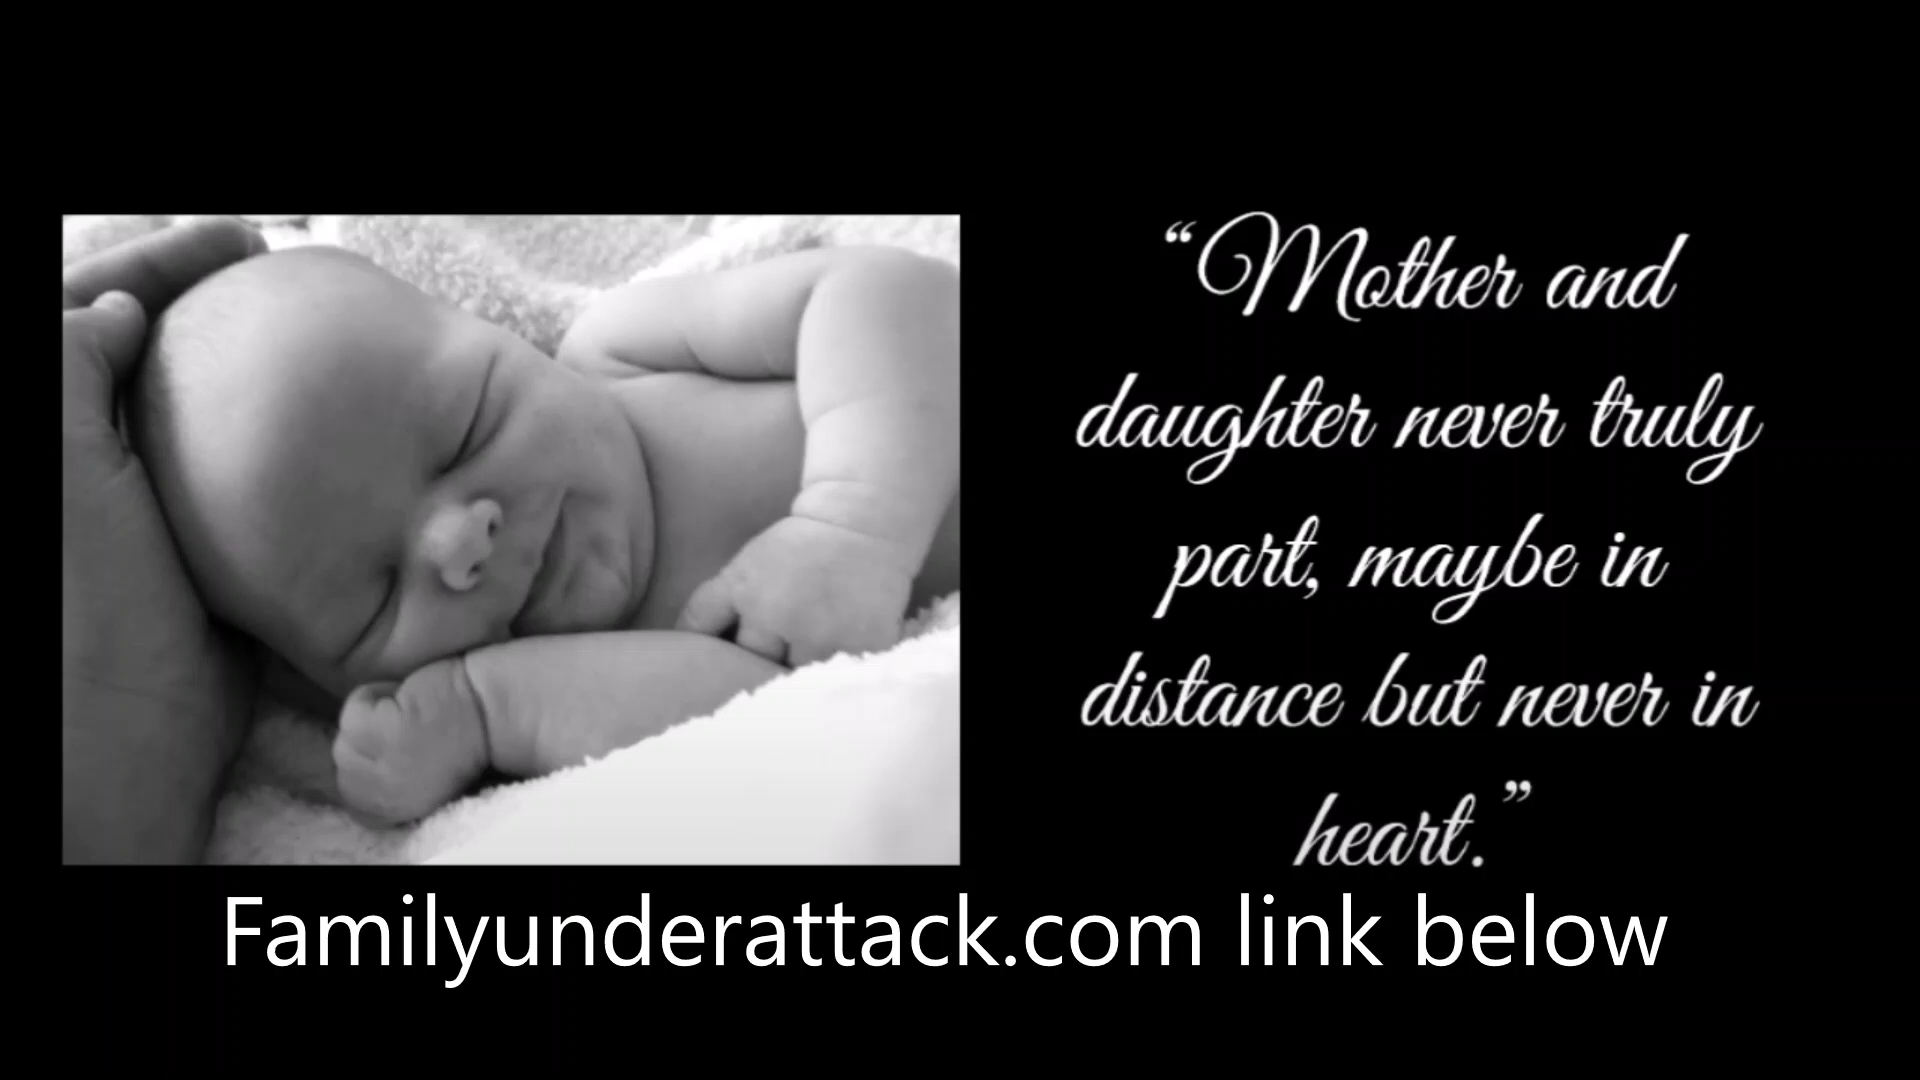 “Mother and
daughter never truly
part, maybe in
distance but never in
heart.”
Familyunderattack.com link below